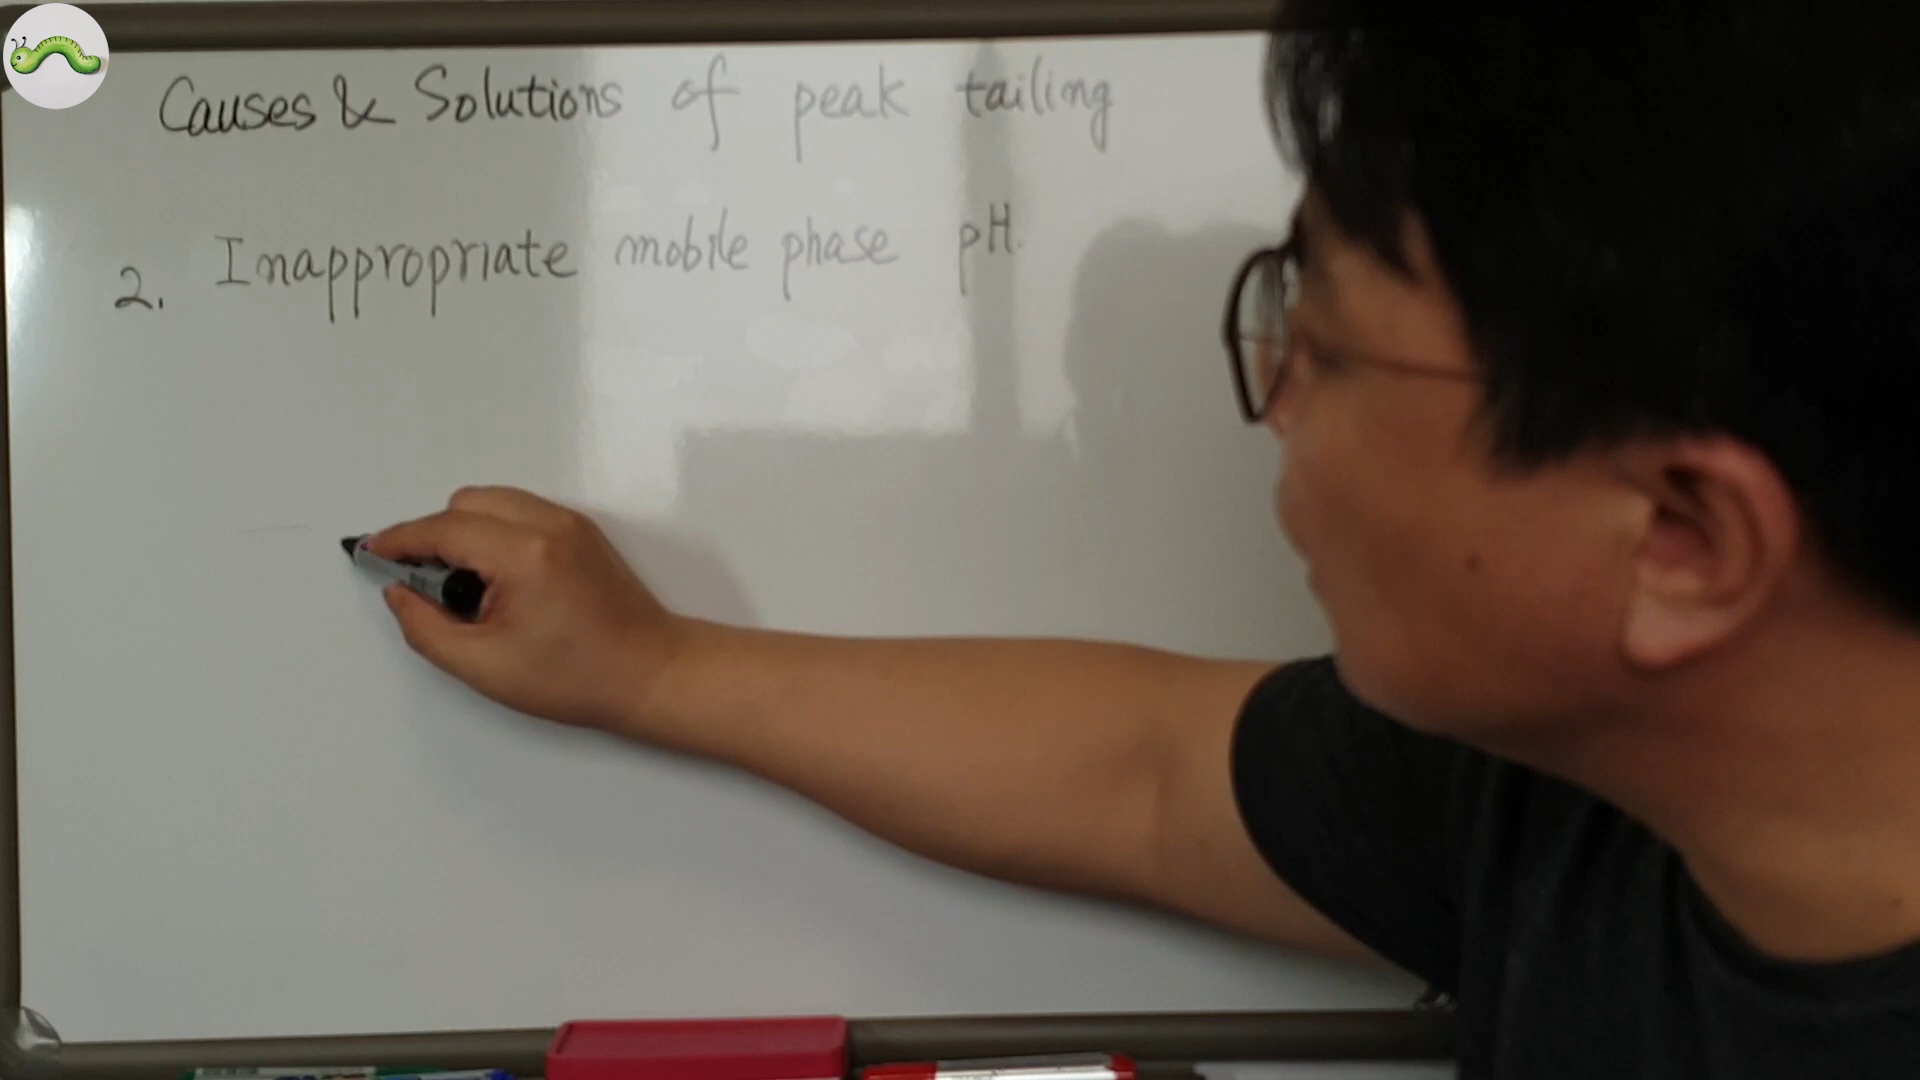 Causes & Solutions of peak tailing
2. Inappropriate mobile phase pH.